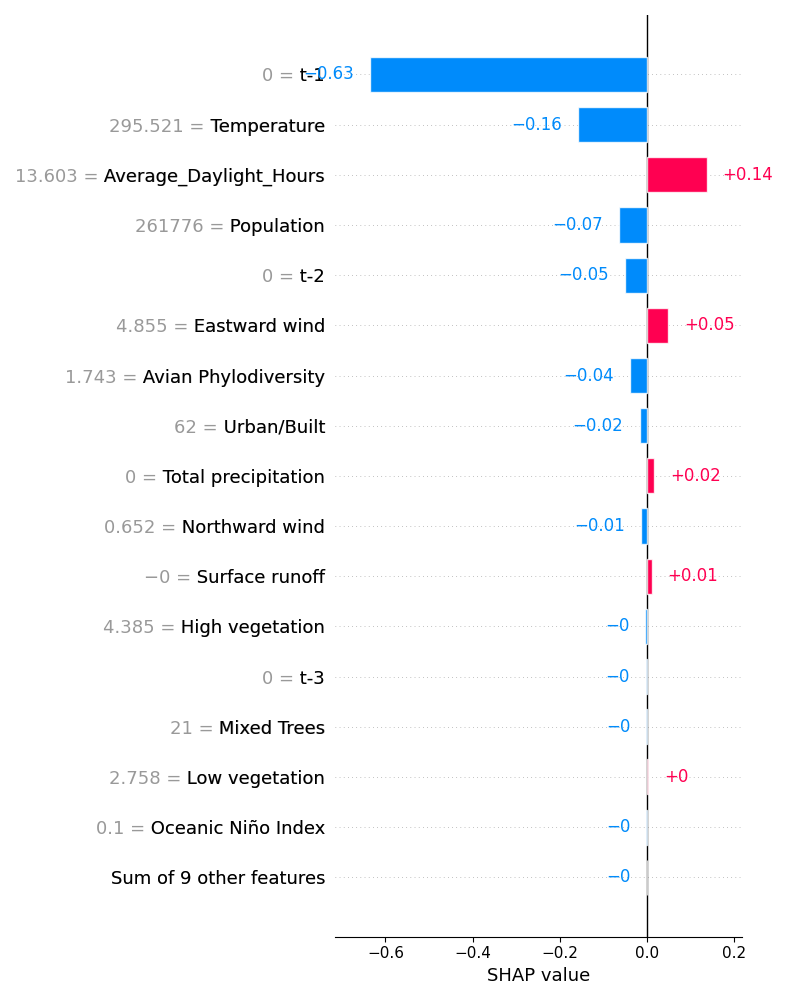 0 = t-1 −0.63
295.521 = Temperature −0.16
13.603 = Average_Daylight_Hours +0.14
261776 = Population −0.07
0 = t-2 −0.05
4.855 = Eastward wind +0.05
1.743 = Avian Phylodiversity −0.04
62 = Urban/Built −0.02
0 = Total precipitation +0.02
0.652 = Northward wind −0.01
−0 = Surface runoff +0.01
4.385 = High vegetation −0
0 = t-3 −0
21 = Mixed Trees −0
2.758 = Low vegetation +0
0.1 = Oceanic Niño Index −0
Sum of 9 other features −0
−0.6 −0.4 −0.2 0.0 0.2
SHAP value